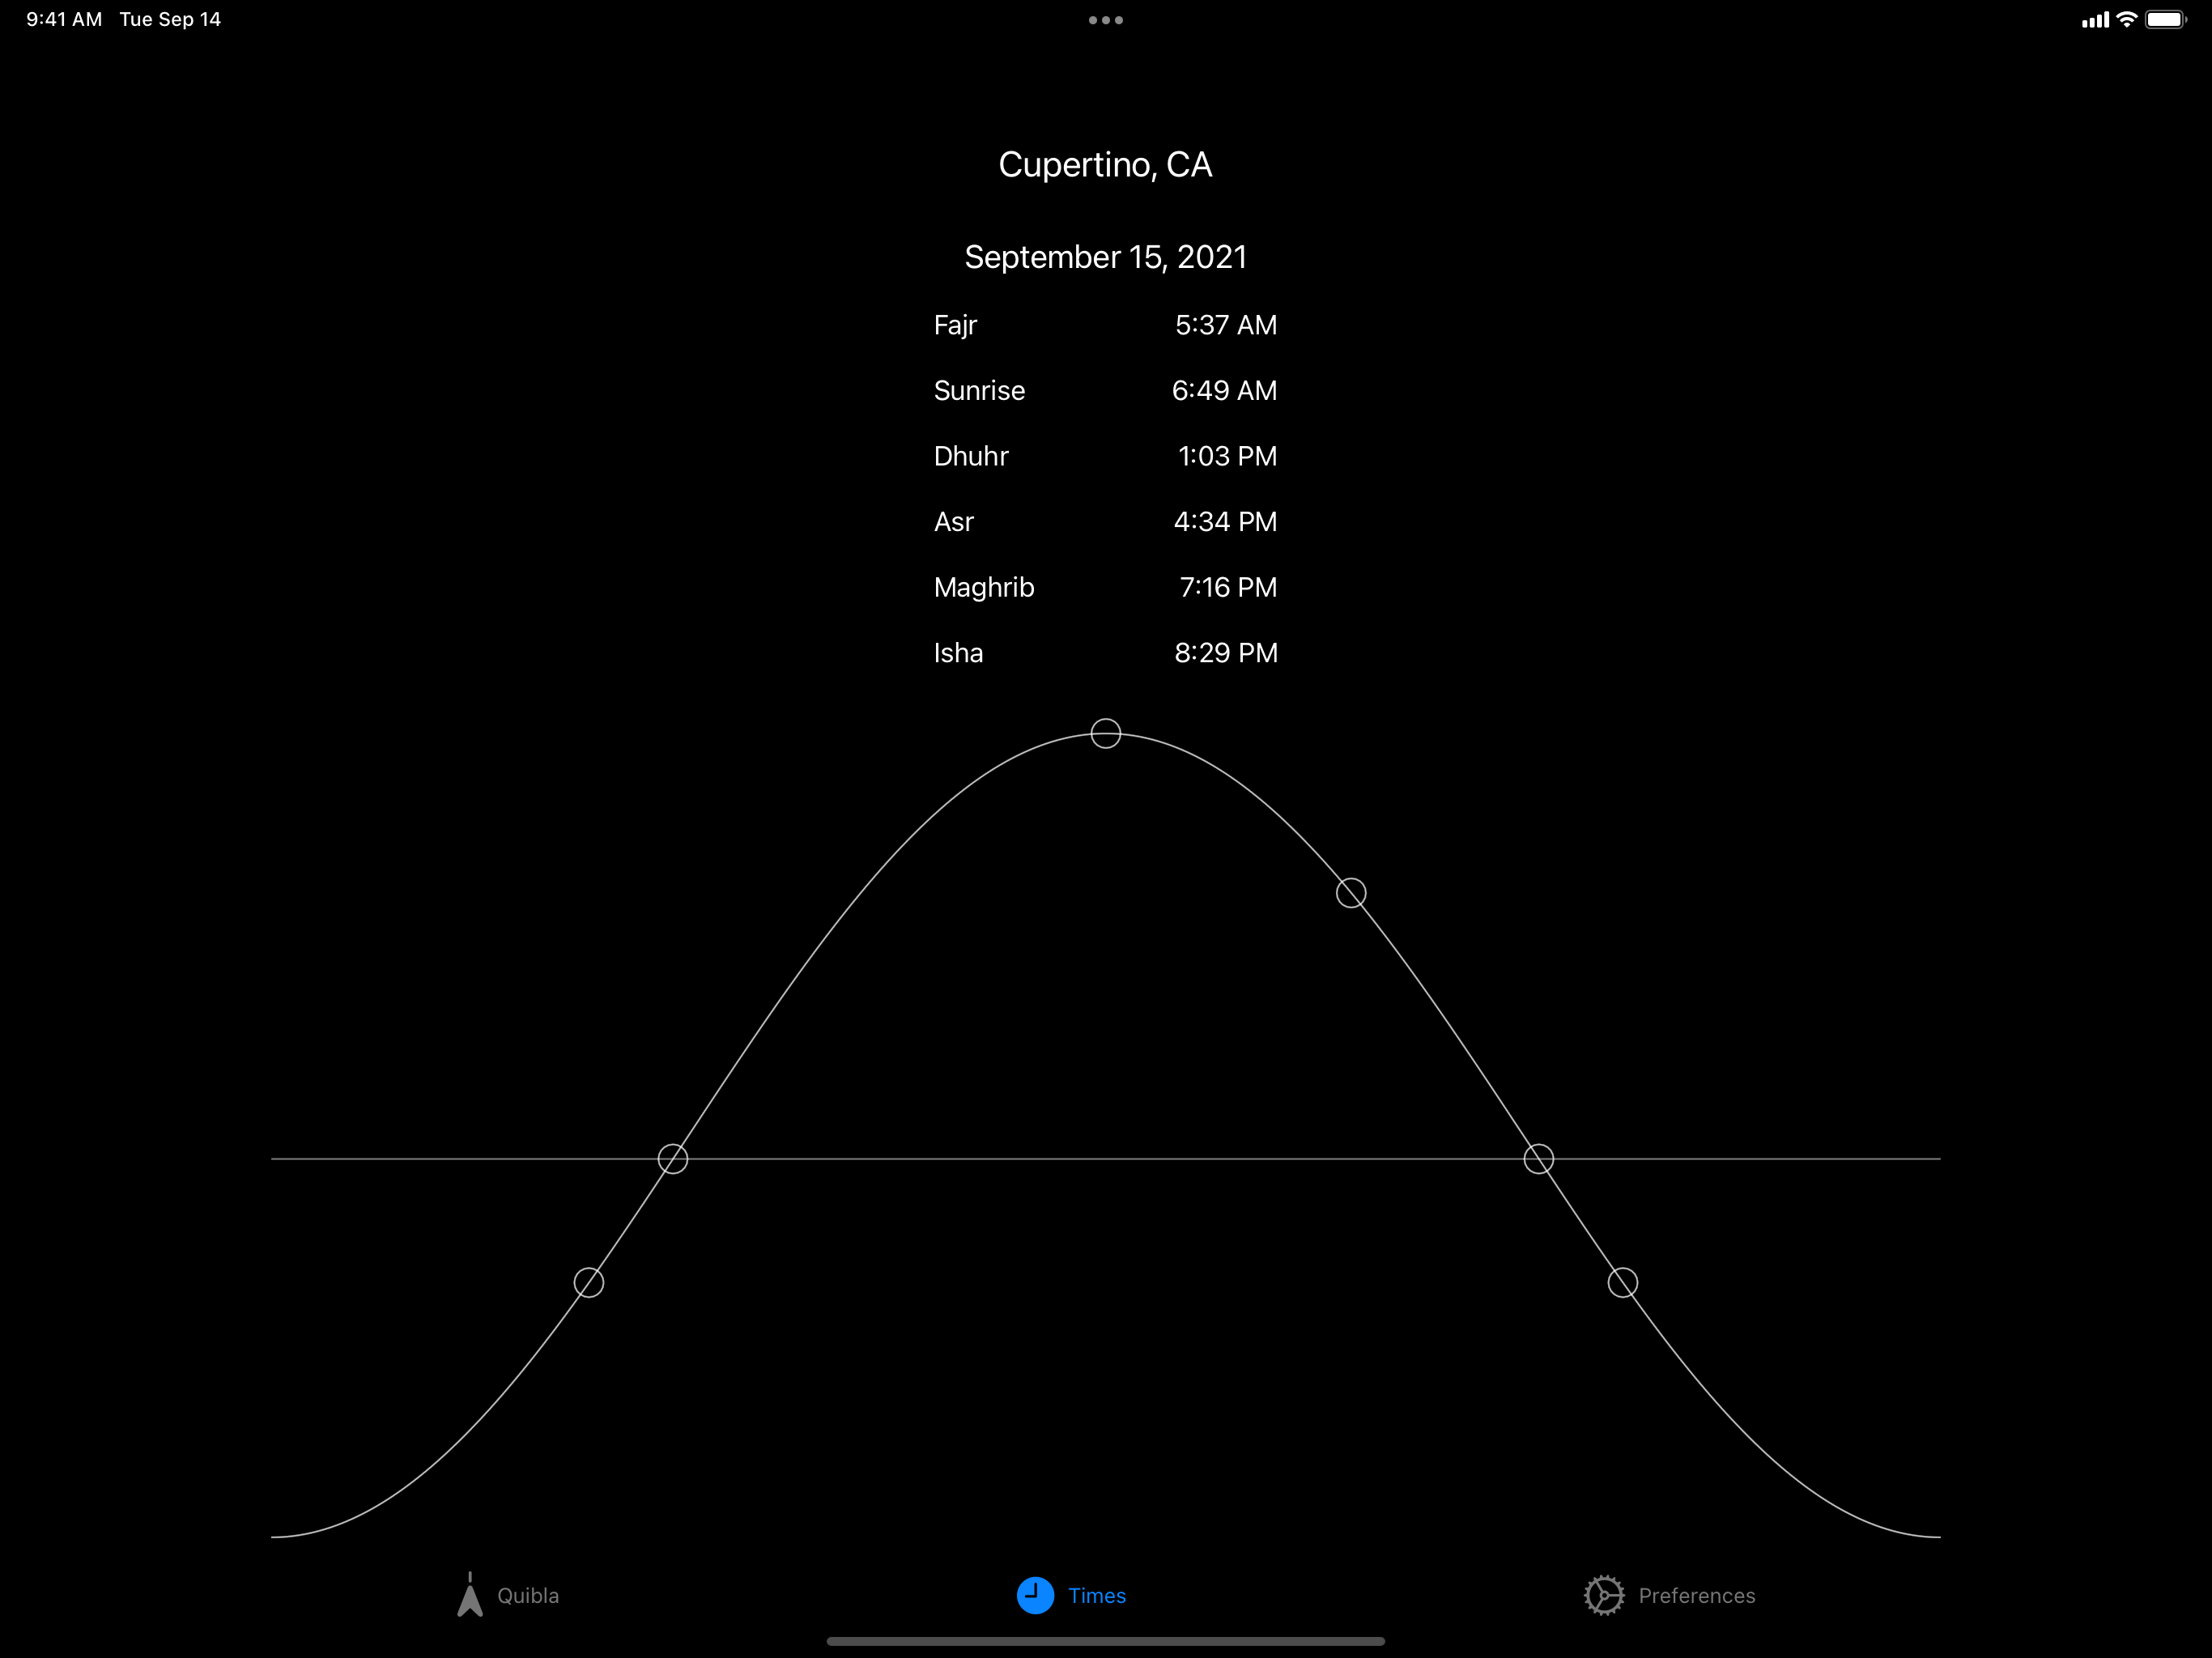 9:41 AM Tue Sep 14
Cupertino, CA
September 15, 2021
Fajr 5:37 AM
Sunrise 6:49 AM
Dhuhr 1:03 PM
Asr 4:34 PM
Maghrib 7:16 PM
Isha 8:29 PM
Quibla Times Preferences